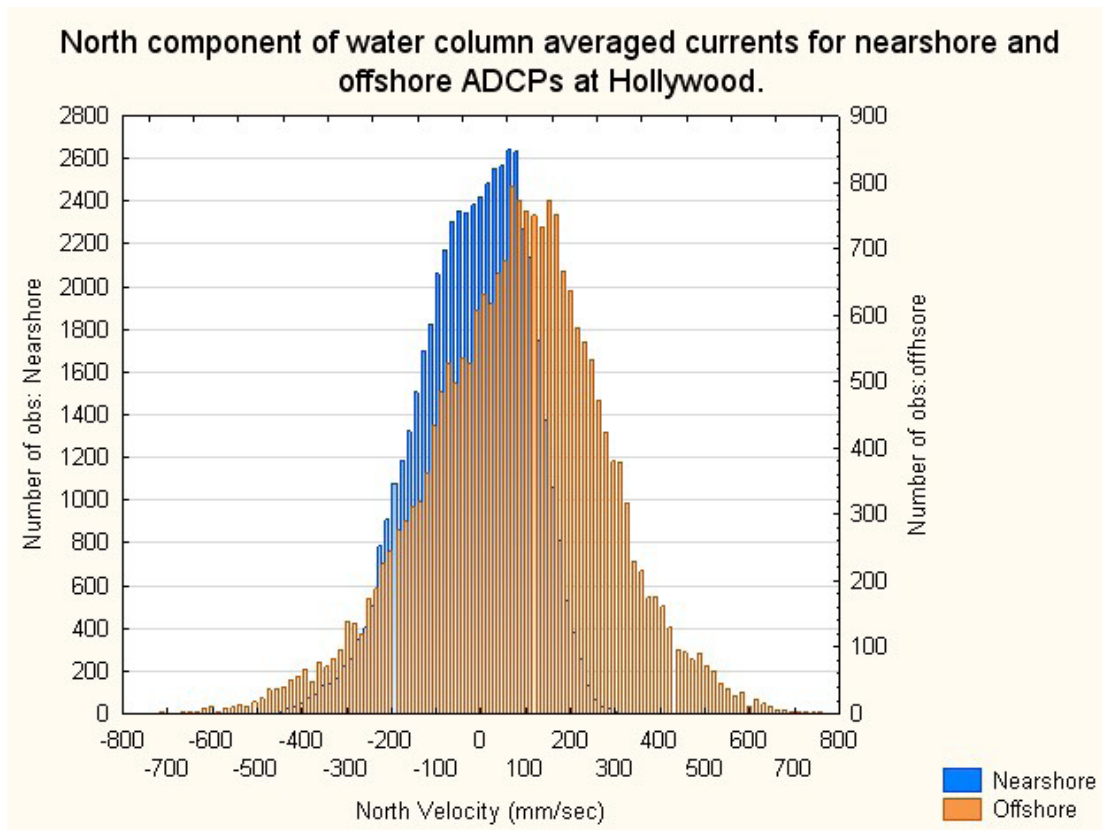 North component of water column averaged currents for nearshore and
offshore ADCPs at Hollywood.
Number of obs: Nearshore
2800
2600
2400
2200
2000
1800
1600
1400
1200
1000
800
600
400
200
0
900
800
700
600
500
400
300
200
100
0
Number of obs:offhsore
-800 -600 -400 -200 0 200 400 600 800
-700 -500 -300 -100 100 300 500 700
North Velocity (mm/sec)
Nearshore
Offshore